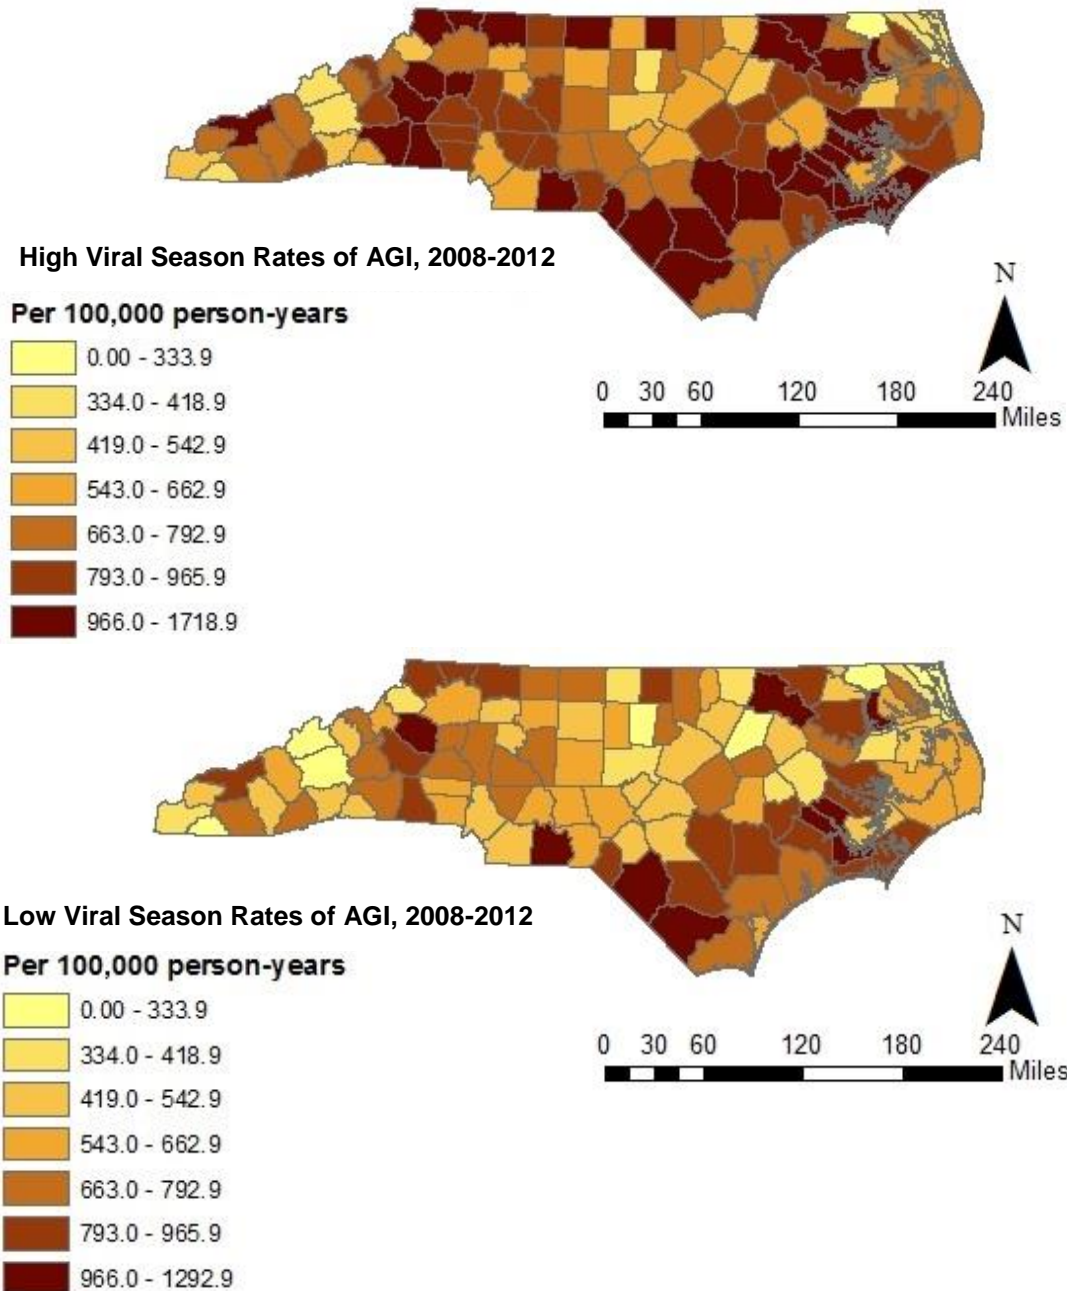 High Viral Season Rates of AGI, 2008-2012
N
Per 100,000 person-years
0.00 - 333.9
334.0 - 418.9
419.0 - 542.9
543.0 - 662.9
663.0 - 792.9
793.0 - 965.9
966.0 - 1718.9
0 30 60 120 180 240
Miles
Low Viral Season Rates of AGI, 2008-2012
N
Per 100,000 person-years
0.00 - 333.9
334.0 - 418.9
419.0 - 542.9
543.0 - 662.9
663.0 - 792.9
793.0 - 965.9
966.0 - 1292.9
0 30 60 120 180 240
Miles